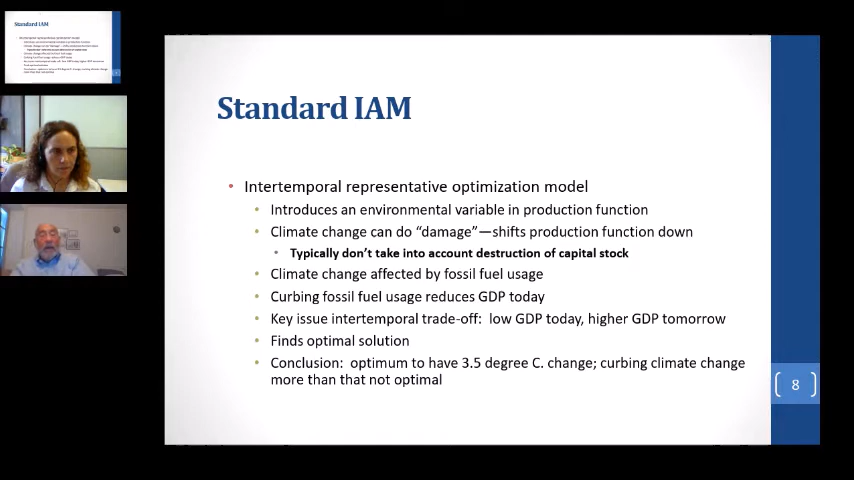 Standard IAM
Intertemporal representative optimization model
Introduces an environmental variable in production function
Climate change can do “damage”—shifts production function down
Typically don’t take into account destruction of capital stock
Climate change affected by fossil fuel usage
Curbing fossil fuel usage reduces GDP today
Key issue intertemporal trade-off: low GDP today, higher GDP tomorrow
Finds optimal solution
Conclusion: optimum to have 3.5 degree C. change; curbing climate change
more than that not optimal
8
Standard IAM